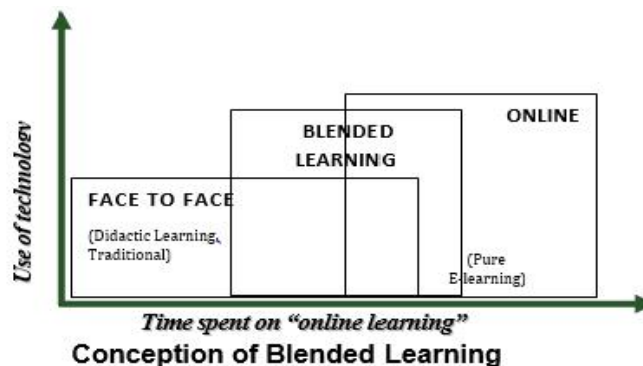 Use of technology
ONLINE
BLENDED
LEARNING
FACE TO FACE
(Didactic Learning,
Traditional)
(Pure
E-learning)
Time spent on “online learning”
Conception of Blended Learning